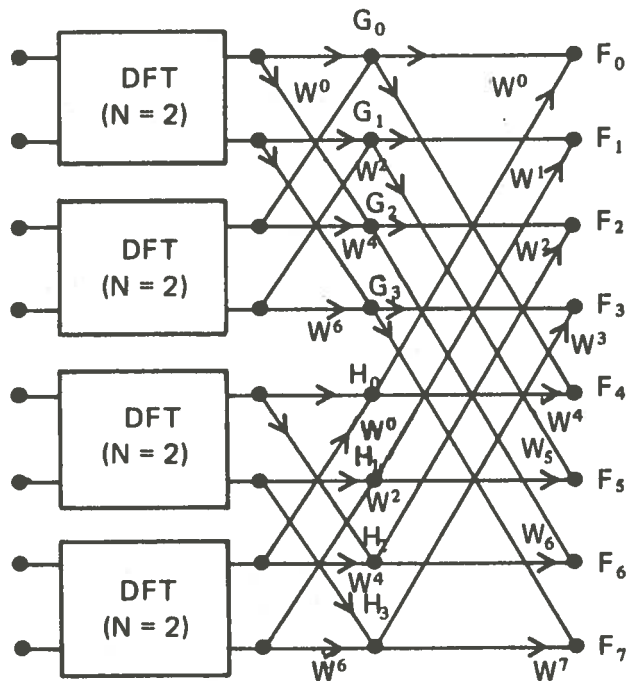 G₀
DFT
(N = 2)
W⁰
W⁰
F₀
G₁
F₁
W²
W¹
DFT
(N = 2)
G₂
F₂
W⁴
W²
G₃
F₃
W⁶
W³
DFT
(N = 2)
H₀
F₄
W⁰
W⁴
H₁
W₅
W²
F₅
DFT
(N = 2)
W₆
F₆
W⁴
H₃
W⁶
W⁷
F₇